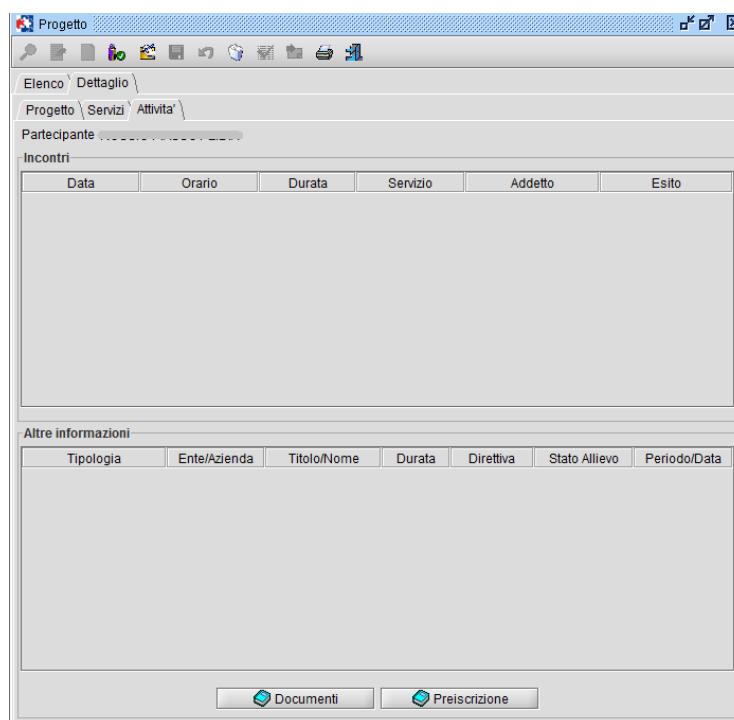 Progetto
Elenco Dettaglio
Progetto Servizi Attivita'
Partecipante
Incontri
Data Orario Durata Servizio Addetto Esito
Altre informazioni
Tipologia Ente/Azienda Titolo/Nome Durata Direttiva Stato Allievo Periodo/Data
Documenti Preiscrizione